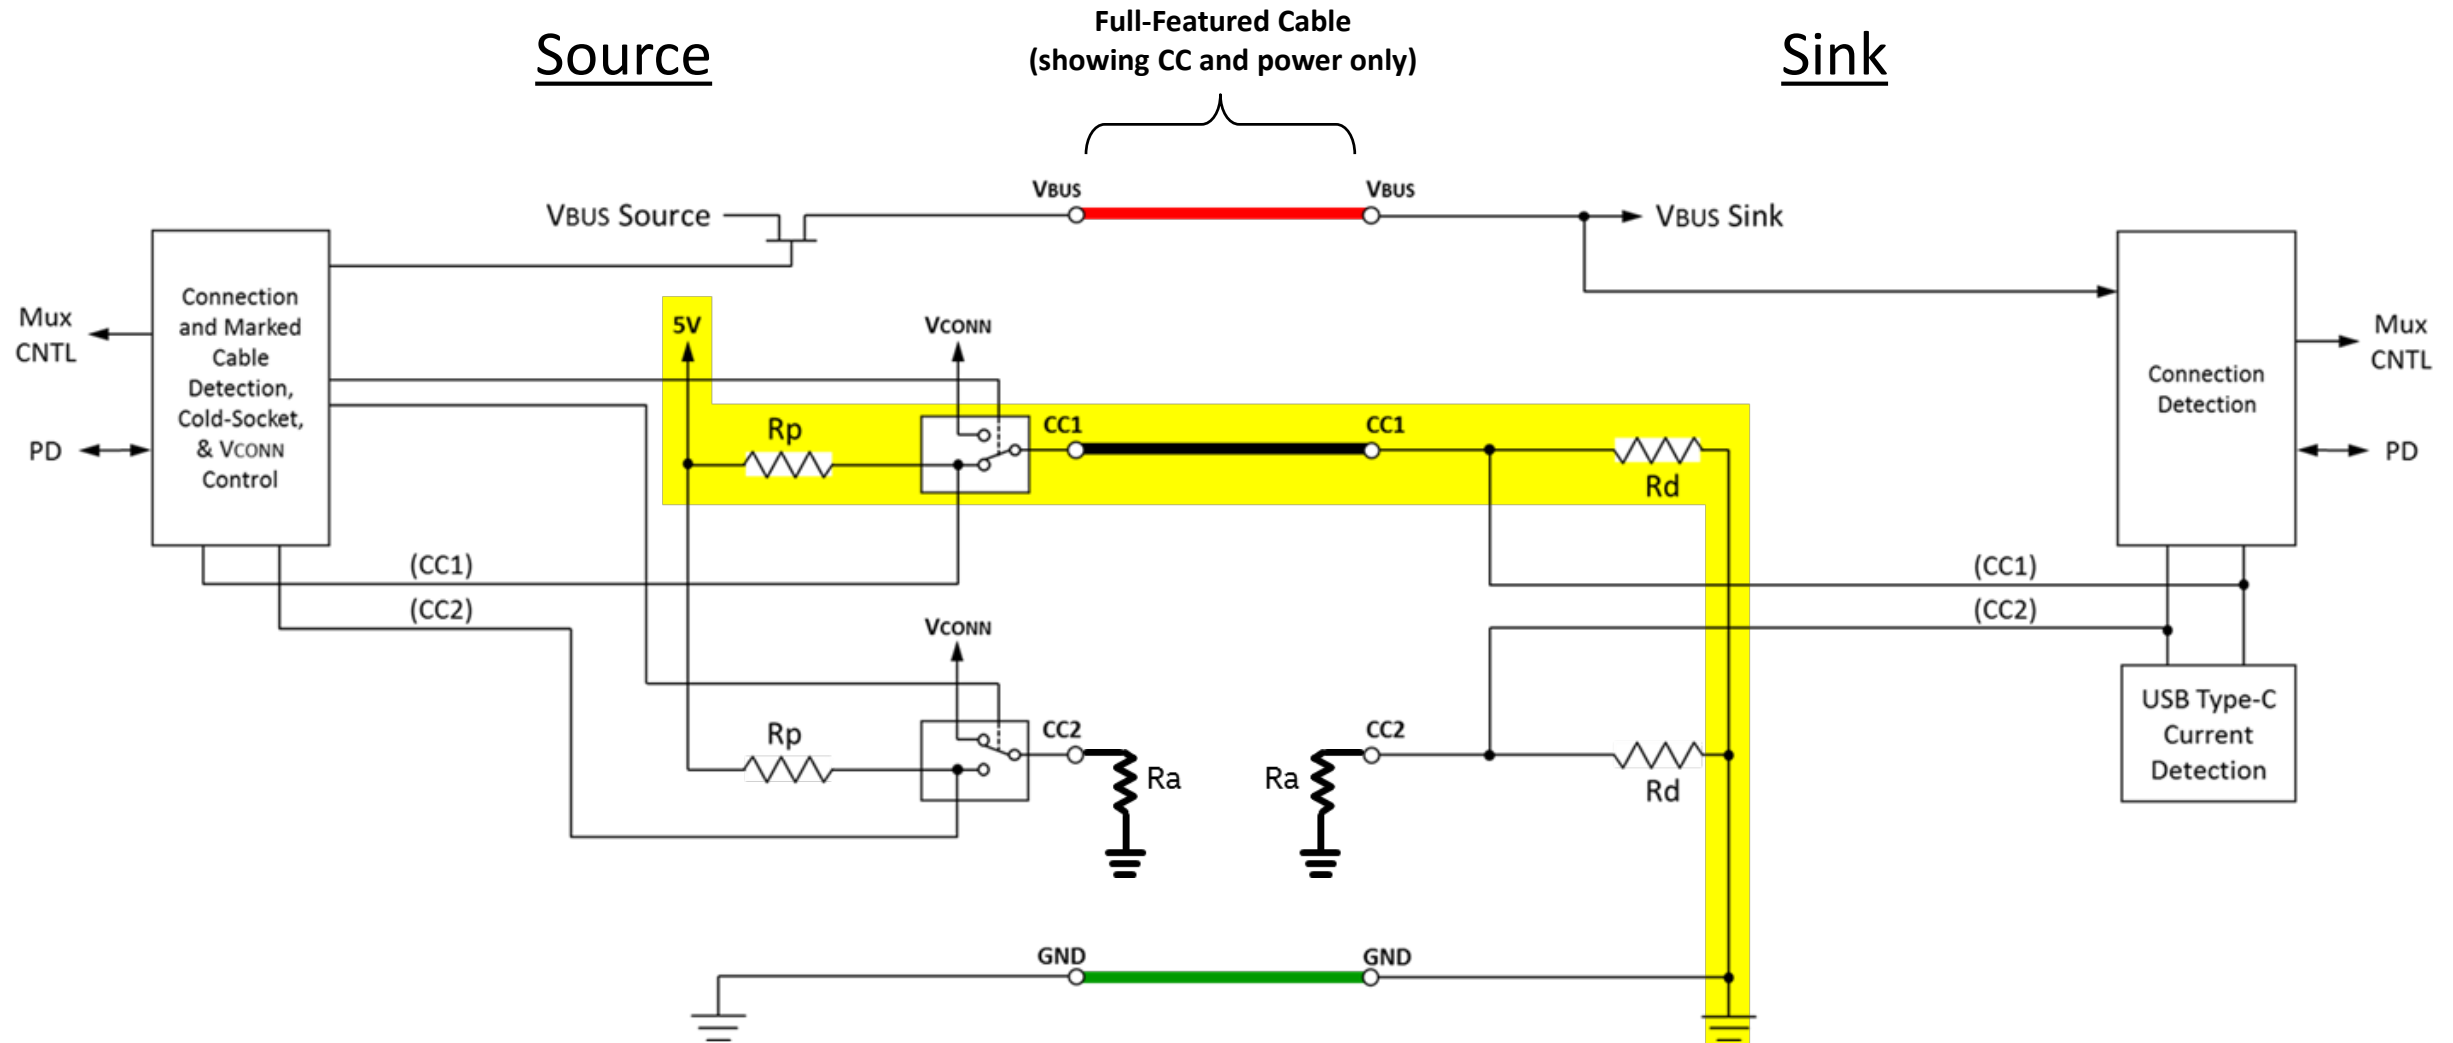 Full-Featured Cable
(showing CC and power only)
Source
Sink
VBUS
VBUS
VBUS Source
VBUS Sink
Connection
and Marked
Cable
Detection,
Cold-Socket,
& VCONN
Control
Mux
CNTL
PD
5V
VCONN
Rp
CC1
CC1
Rd
Connection
Detection
Mux
CNTL
PD
(CC1)
(CC2)
(CC1)
(CC2)
VCONN
Rp
CC2
Ra
Ra
CC2
Rd
USB Type-C
Current
Detection
GND
GND